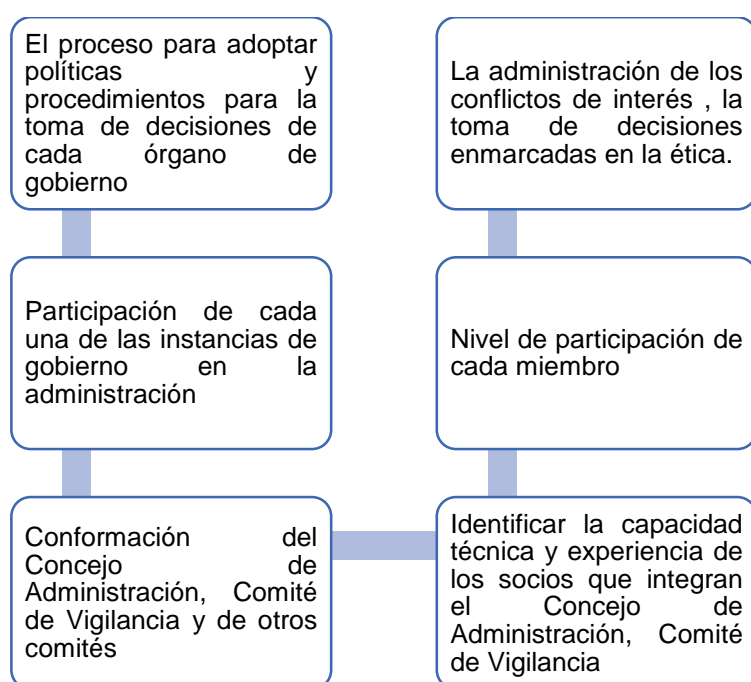 El proceso para adoptar
políticas y
procedimientos para la
toma de decisiones de
cada órgano de
gobierno
Participación de cada
una de las instancias de
gobierno en la
administración
Conformación del
Concejo de
Administración, Comité
de Vigilancia y de otros
comités
Identificar la capacidad
técnica y experiencia de
los socios que integran
el Concejo de
Administración, Comité
de Vigilancia
Nivel de participación de
cada miembro
La administración de los
conflictos de interés , la
toma de decisiones
enmarcadas en la ética.